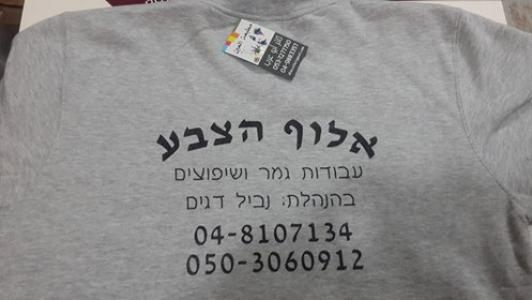 אלוף הצבע
עבודות גמר ושיפוצים
בהנהלת: נביל דגים
04-8107134
050-3060912